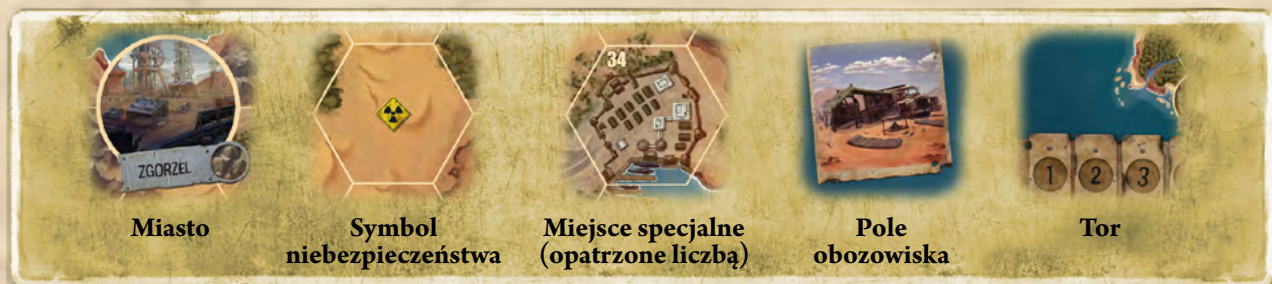 ZGORZEL
34
1 2 3
Miasto
Symbol
niebezpieczeństwa
Miejsce specjalne
(opatrzone liczbą)
Pole
obozowiska
Tor